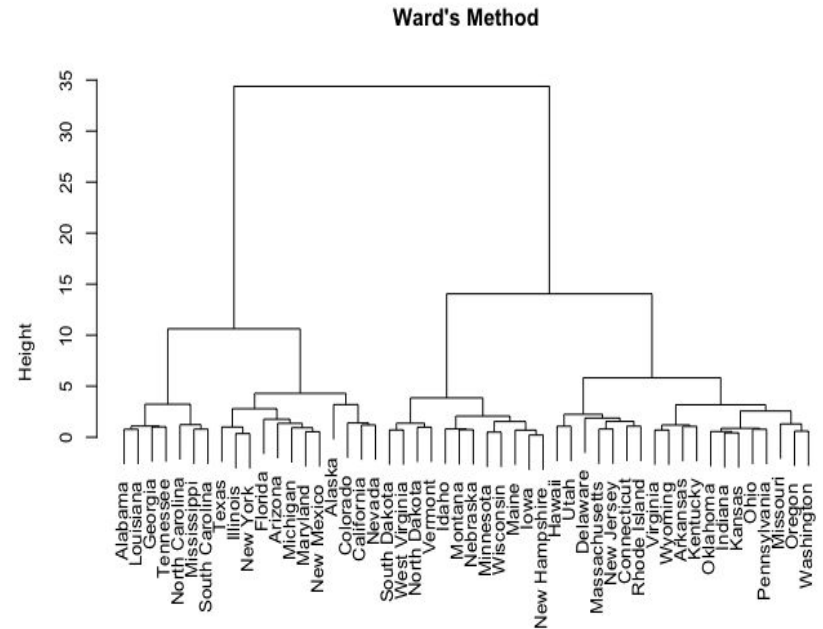 Ward's Method
Height
35
30
25
20
15
10
5
0
Alabama
Louisiana
Georgia
Tennessee
North Carolina
Mississippi
South Carolina
Texas
Illinois
New York
Florida
Arizona
Michigan
Maryland
New Mexico
Alaska
Colorado
California
Nevada
South Dakota
West Virginia
North Dakota
Vermont
Idaho
Montana
Nebraska
Minnesota
Wisconsin
Maine
Iowa
New Hampshire
Hawaii
Utah
Delaware
Massachusetts
New Jersey
Connecticut
Rhode Island
Virginia
Wyoming
Arkansas
Kentucky
Oklahoma
Indiana
Kansas
Ohio
Pennsylvania
Missouri
Oregon
Washington